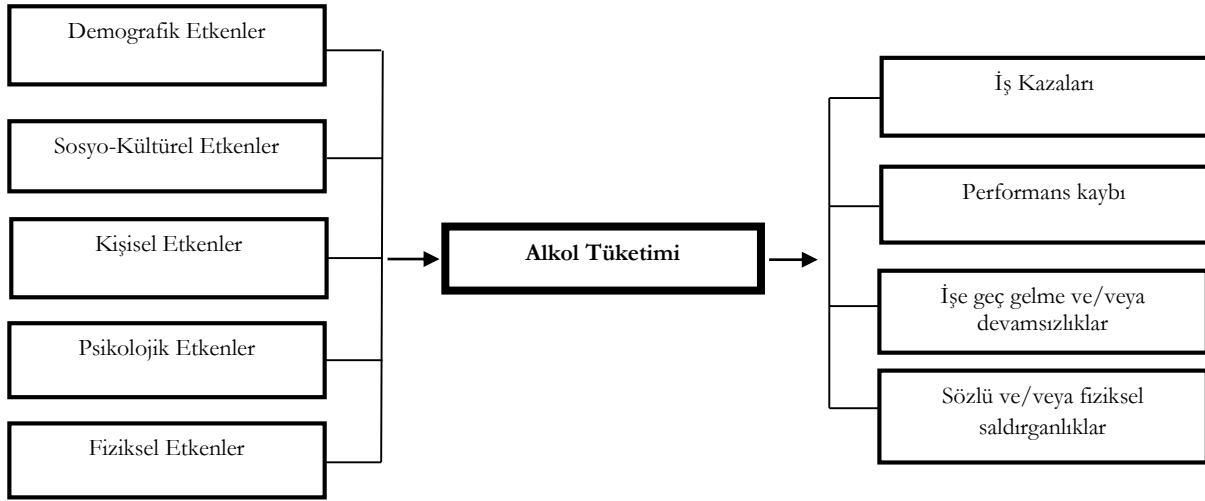 Demografik Etkenler
Sosyo-Kültürel Etkenler
Kişisel Etkenler
Psikolojik Etkenler
Fiziksel Etkenler
Alkol Tüketimi
İş Kazaları
Performans kaybı
İşe geç gelme ve/veya
devamsızlıklar
Sözlü ve/veya fiziksel
saldırganlıklar